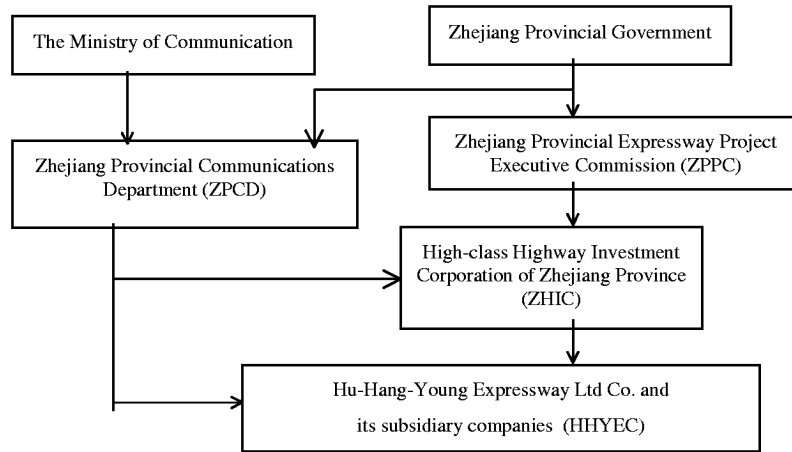 The Ministry of Communication
Zhejiang Provincial Government
Zhejiang Provincial Communications
Department (ZPCD)
Zhejiang Provincial Expressway Project
Executive Commission (ZPPC)
High-class Highway Investment
Corporation of Zhejiang Province
(ZHIC)
Hu-Hang-Young Expressway Ltd Co. and
its subsidiary companies (HHYEC)